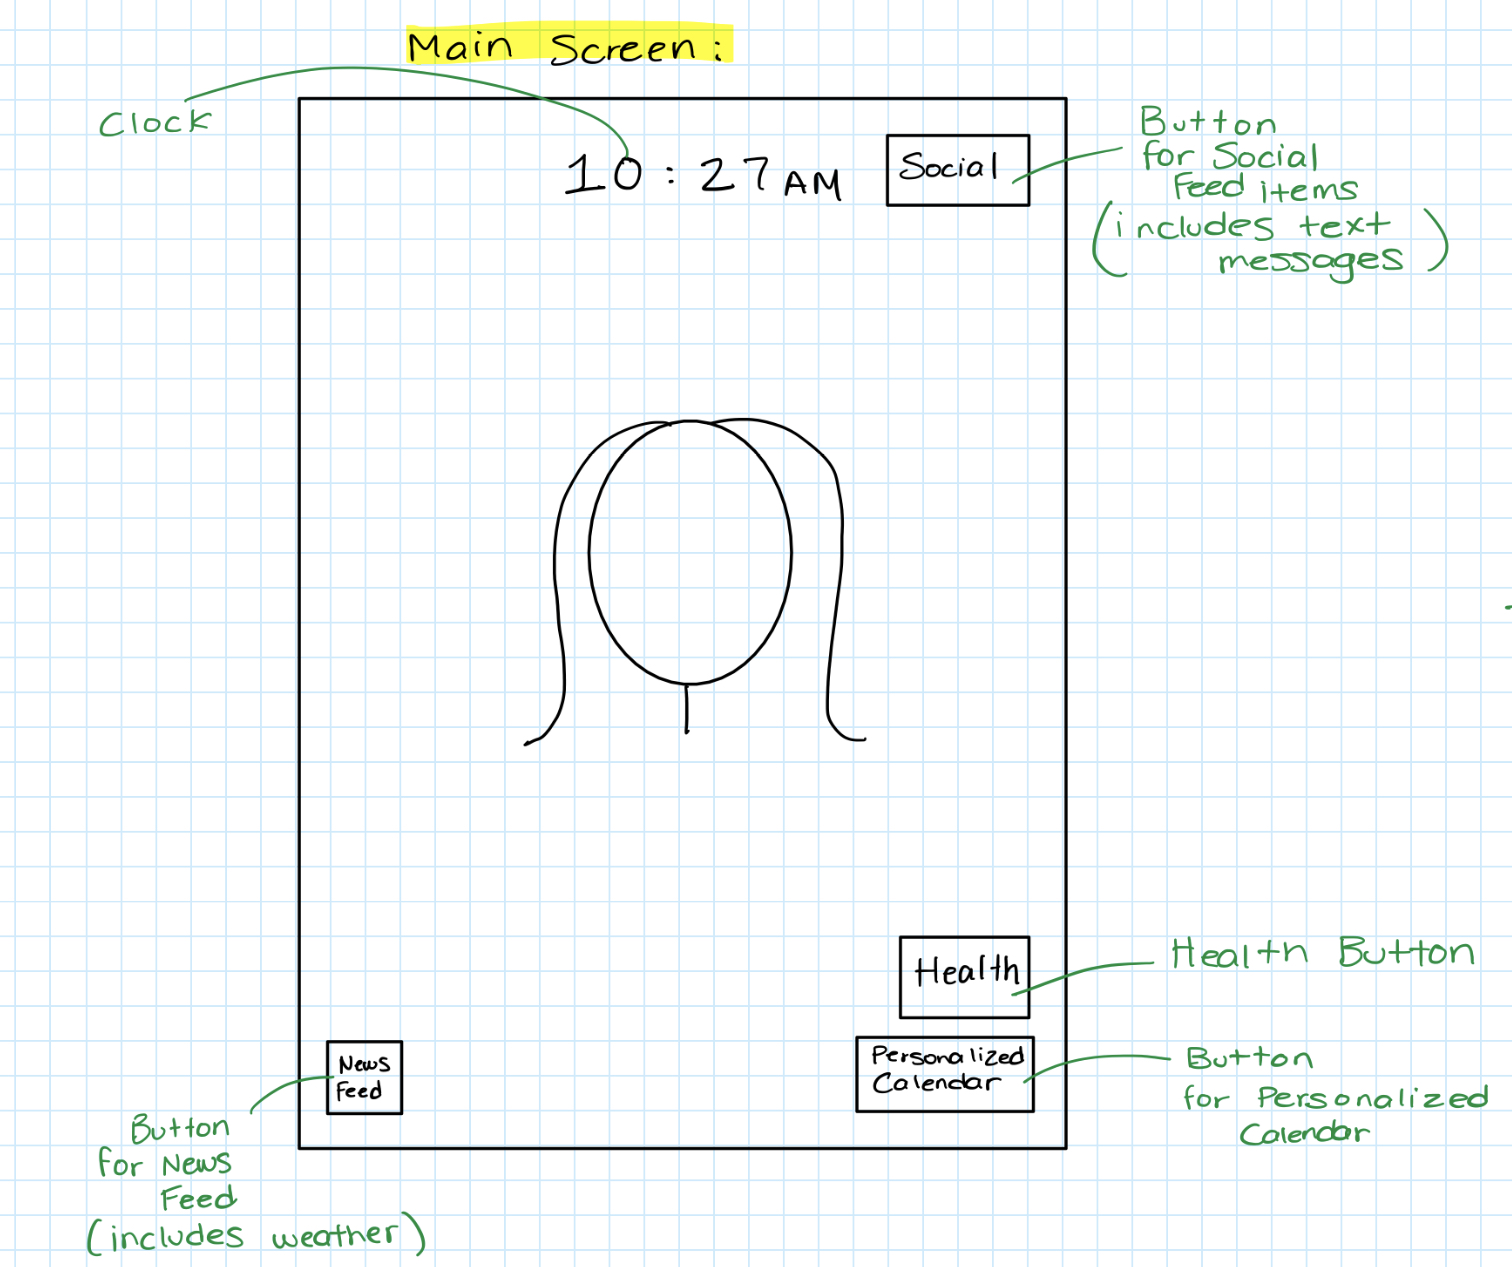 Main Screen:
Clock
10:27 AM
Social
Button
for Social
Feed items
(includes text
messages)
Health
Health Button
News
Feed
Personalized
Calendar
Button
for Personalized
Calendar
Button
for News
Feed
(includes weather)